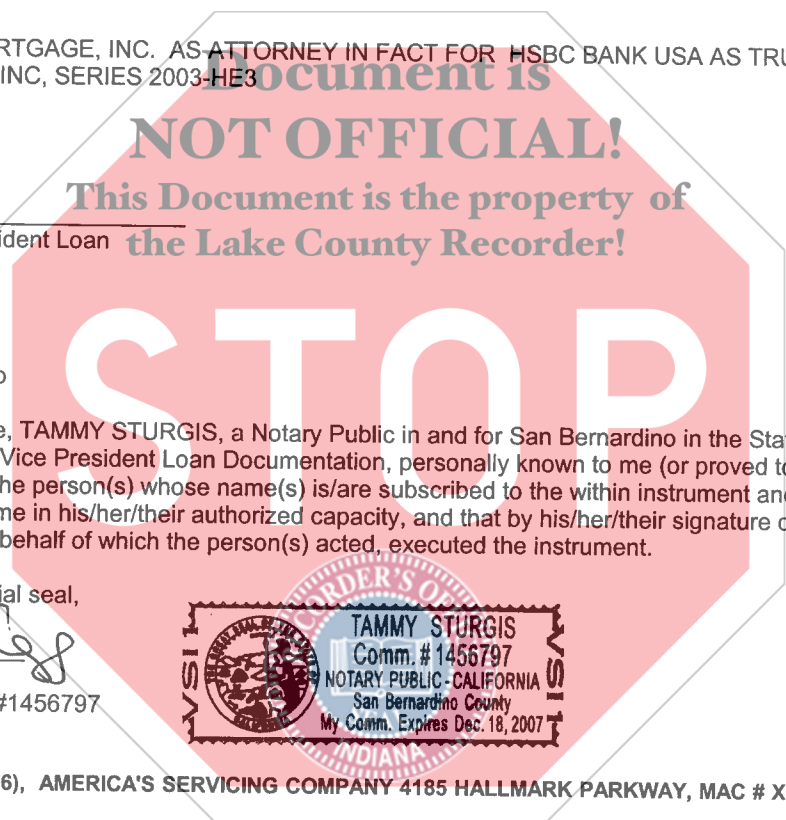 RTGAGE, INC. AS ATTORNEY IN FACT FOR HSBC BANK USA AS TRU
INC, SERIES 2003-HE3
Document is
NOT OFFICIAL!
This Document is the property of
the Lake County Recorder!
ident Loan
STOP
o
e, TAMMY STURGIS, a Notary Public in and for San Bernardino in the Sta
Vice President Loan Documentation, personally known to me (or proved to
he person(s) whose name(s) is/are subscribed to the within instrument and
me in his/her/their authorized capacity, and that by his/her/their signature o
behalf of which the person(s) acted, executed the instrument.
ial seal,
TAMMY STURGIS
Comm. # 1456797
NOTARY PUBLIC - CALIFORNIA
San Bernardino County
My Comm. Expires Dec. 18, 2007
VSI
VSI
INDIANA
#1456797
6), AMERICA'S SERVICING COMPANY 4185 HALLMARK PARKWAY, MAC # X